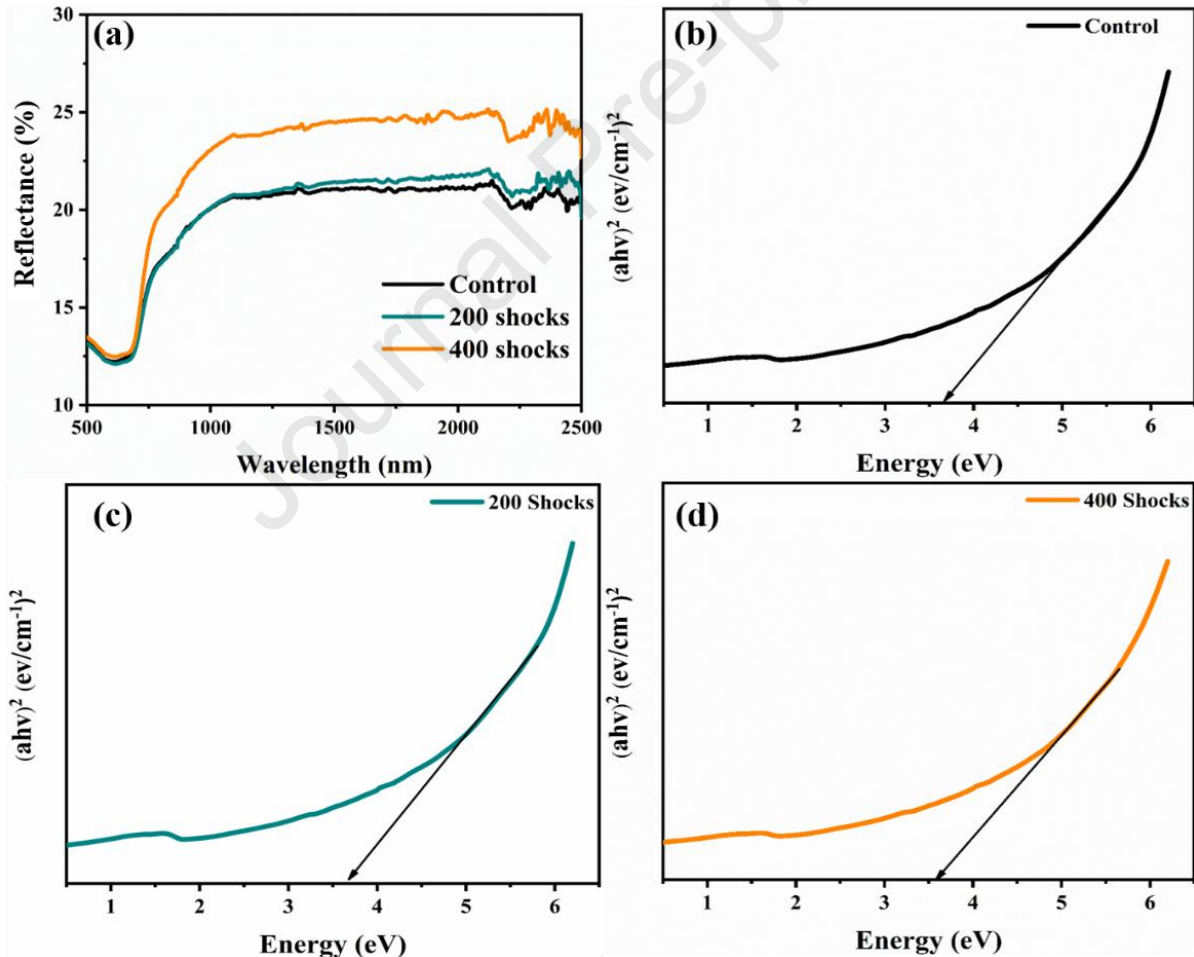 (a)
30
25
20
15
10
Reflectance (%)
Control
200 shocks
400 shocks
500 1000 1500 2000 2500
Wavelength (nm)
(b)
Control
(ahv)² (ev/cm⁻¹)²
1 2 3 4 5 6
Energy (eV)
(c)
200 Shocks
(ahv)² (ev/cm⁻¹)²
1 2 3 4 5 6
Energy (eV)
(d)
400 Shocks
(ahv)² (ev/cm⁻¹)²
1 2 3 4 5 6
Energy (eV)
Journal Pre-p